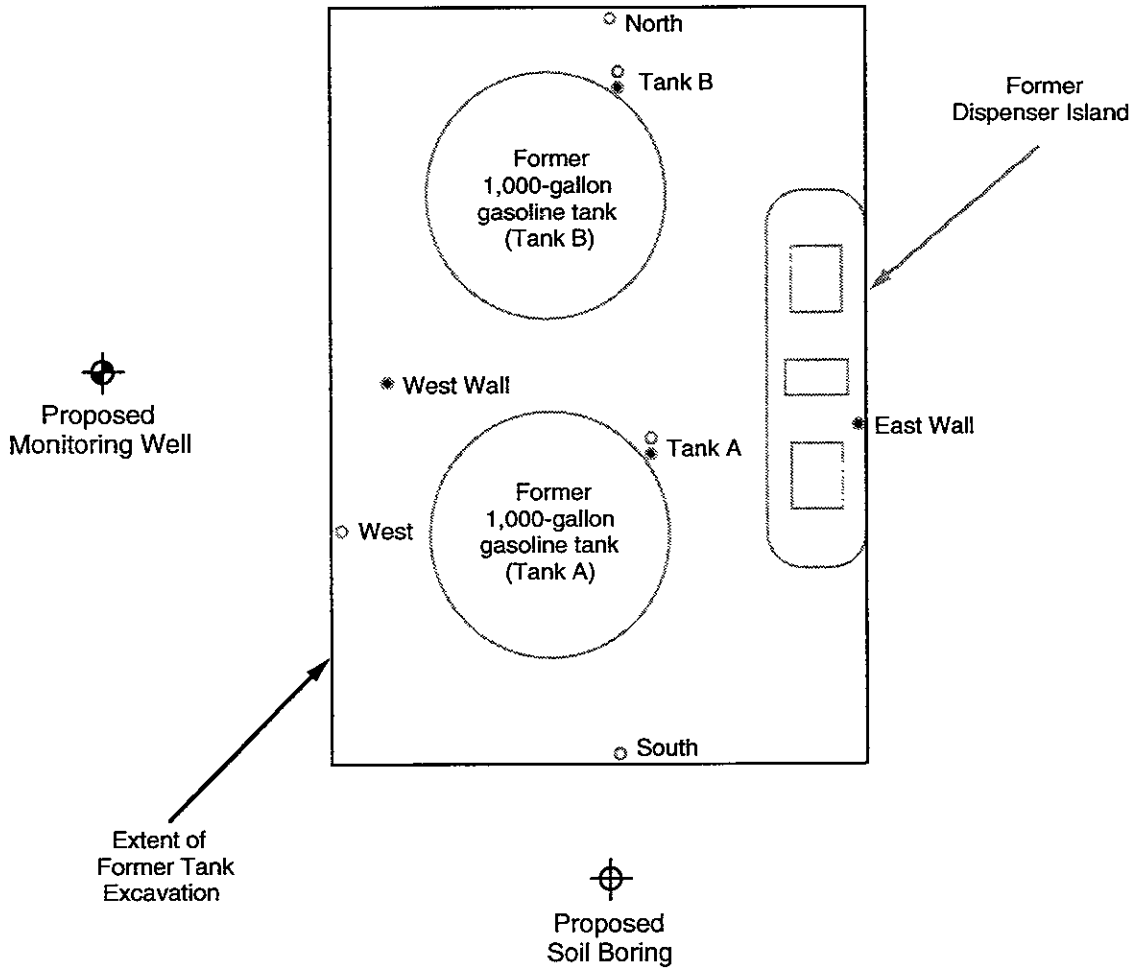 North
Tank B
Former
Dispenser Island
Former
1,000-gallon
gasoline tank
(Tank B)
West Wall
Proposed
Monitoring Well
East Wall
Tank A
Former
1,000-gallon
gasoline tank
(Tank A)
West
South
Extent of
Former Tank
Excavation
Proposed
Soil Boring